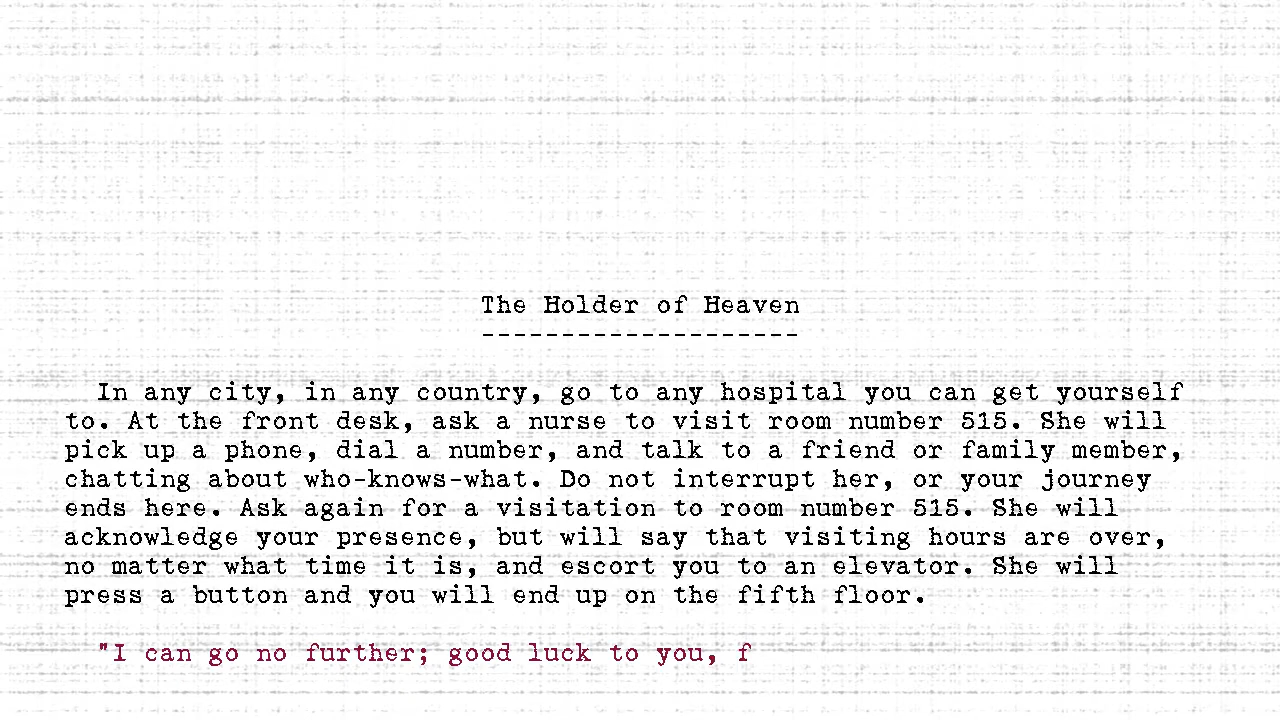 The Holder of Heaven
--------------------
In any city, in any country, go to any hospital you can get yourself
to. At the front desk, ask a nurse to visit room number 515. She will
pick up a phone, dial a number, and talk to a friend or family member,
chatting about who-knows-what. Do not interrupt her, or your journey
ends here. Ask again for a visitation to room number 515. She will
acknowledge your presence, but will say that visiting hours are over,
no matter what time it is, and escort you to an elevator. She will
press a button and you will end up on the fifth floor.
"I can go no further; good luck to you, f